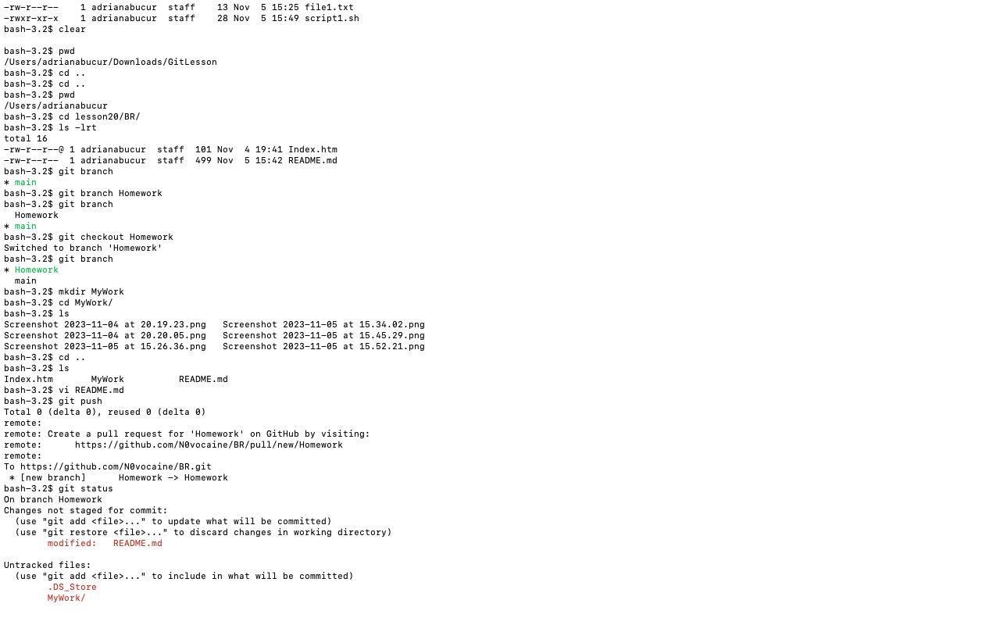 -rw-r--r--    1 adrianabucur  staff    13 Nov  5 15:25 file1.txt
-rwxr-xr-x    1 adrianabucur  staff    28 Nov  5 15:49 script1.sh
bash-3.2$ clear

bash-3.2$ pwd
/Users/adrianabucur/Downloads/GitLesson
bash-3.2$ cd ..
bash-3.2$ cd ..
bash-3.2$ pwd
/Users/adrianabucur
bash-3.2$ cd lesson20/BR/
bash-3.2$ ls -lrt
total 16
-rw-r--r--@ 1 adrianabucur  staff  101 Nov  4 19:41 Index.htm
-rw-r--r--  1 adrianabucur  staff  499 Nov  5 15:42 README.md
bash-3.2$ git branch
* main
bash-3.2$ git branch Homework
bash-3.2$ git branch
  Homework
* main
bash-3.2$ git checkout Homework
Switched to branch 'Homework'
bash-3.2$ git branch
* Homework
  main
bash-3.2$ mkdir MyWork
bash-3.2$ cd MyWork/
bash-3.2$ ls
Screenshot 2023-11-04 at 20.19.23.png   Screenshot 2023-11-05 at 15.34.02.png
Screenshot 2023-11-04 at 20.20.05.png   Screenshot 2023-11-05 at 15.45.29.png
Screenshot 2023-11-05 at 15.26.36.png   Screenshot 2023-11-05 at 15.52.21.png
bash-3.2$ cd ..
bash-3.2$ ls
Index.htm       MyWork          README.md
bash-3.2$ vi README.md
bash-3.2$ git push
Total 0 (delta 0), reused 0 (delta 0)
remote:
remote: Create a pull request for 'Homework' on GitHub by visiting:
remote:      https://github.com/N0vocaine/BR/pull/new/Homework
remote:
To https://github.com/N0vocaine/BR.git
 * [new branch]      Homework -> Homework
bash-3.2$ git status
On branch Homework
Changes not staged for commit:
  (use "git add <file>..." to update what will be committed)
  (use "git restore <file>..." to discard changes in working directory)
        modified:   README.md

Untracked files:
  (use "git add <file>..." to include in what will be committed)
        .DS_Store
        MyWork/